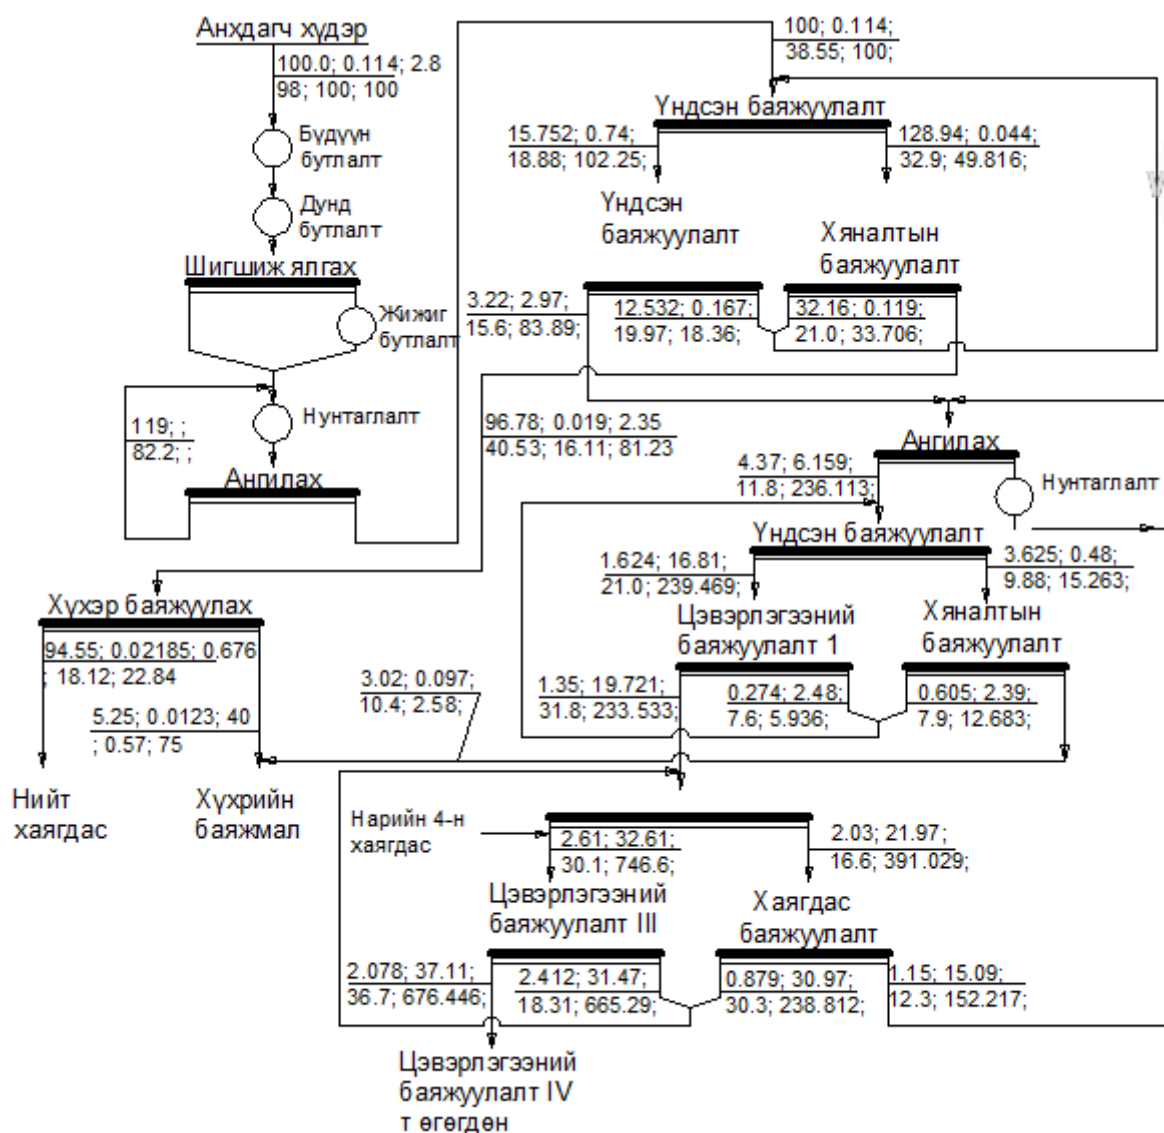 Анхдагч хүдэр
100.0; 0.114; 2.8
98; 100; 100
Бүдүүн
бутлалт
Дунд
бутлалт
Шигшиж ялгах
Жижиг
бутлалт
119; ;
82.2; ;
Нунтаглалт
Ангилах
100; 0.114;
38.55; 100;
Үндсэн баяжуулалт
15.752; 0.74;
18.88; 102.25;
128.94; 0.044;
32.9; 49.816;
Үндсэн
баяжуулалт
Хяналтын
баяжуулалт
3.22; 2.97;
15.6; 83.89;
12.532; 0.167;
19.97; 18.36;
32.16; 0.119;
21.0; 33.706;
96.78; 0.019; 2.35
40.53; 16.11; 81.23
Ангилах
4.37; 6.159;
11.8; 236.113;
Нунтаглалт
Үндсэн баяжуулалт
1.624; 16.81;
21.0; 239.469;
3.625; 0.48;
9.88; 15.263;
Хүхэр баяжуулах
94.55; 0.02185; 0.676
; 18.12; 22.84
5.25; 0.0123; 40
; 0.57; 75
Нийт
хаягдас
Хүхрийн
баяжмал
Цэвэрлэгээний
баяжуулалт 1
Хяналтын
баяжуулалт
3.02; 0.097;
10.4; 2.58;
1.35; 19.721;
31.8; 233.533;
0.274; 2.48;
7.6; 5.936;
0.605; 2.39;
7.9; 12.683;
Нарийн 4-н
хаягдас
2.61; 32.61;
30.1; 746.6;
2.03; 21.97;
16.6; 391.029;
Цэвэрлэгээний
баяжуулалт III
Хаягдас
баяжуулалт
2.078; 37.11;
36.7; 676.446;
2.412; 31.47;
18.31; 665.29;
0.879; 30.97;
30.3; 238.812;
1.15; 15.09;
12.3; 152.217;
Цэвэрлэгээний
баяжуулалт IV
т өгөгдөн